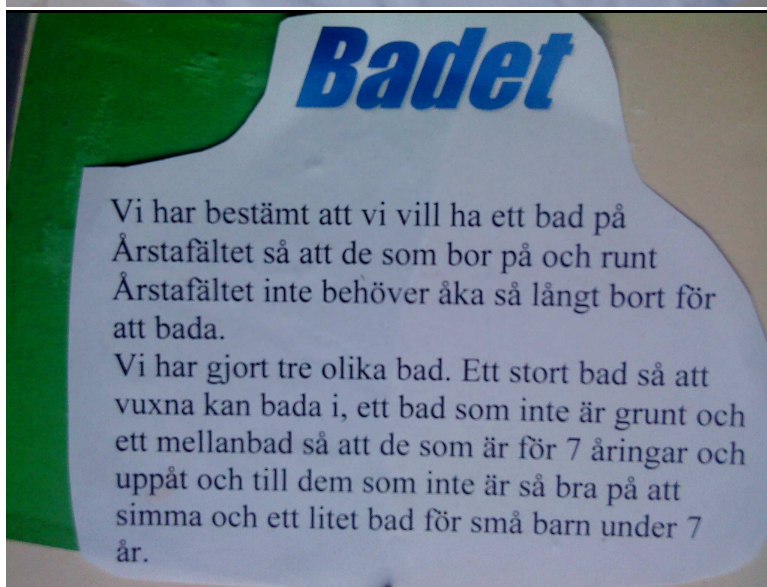 Badet
Vi har bestämt att vi vill ha ett bad på
Årstafältet så att de som bor på och runt
Årstafältet inte behöver åka så långt bort för
att bada.
Vi har gjort tre olika bad. Ett stort bad så att
vuxna kan bada i, ett bad som inte är grunt och
ett mellanbad så att de som är för 7 åringar och
uppåt och till dem som inte är så bra på att
simma och ett litet bad för små barn under 7
år.